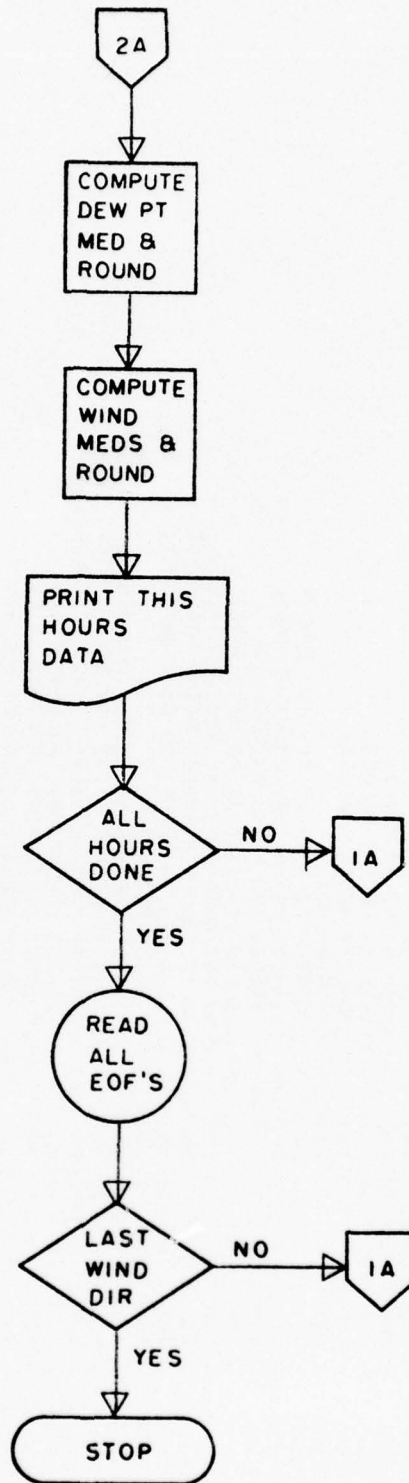 2A
COMPUTE
DEW PT
MED &
ROUND
COMPUTE
WIND
MEDS &
ROUND
PRINT THIS
HOURS
DATA
ALL
HOURS
DONE
NO
1A
YES
READ
ALL
EOF'S
LAST
WIND
DIR
NO
1A
YES
STOP